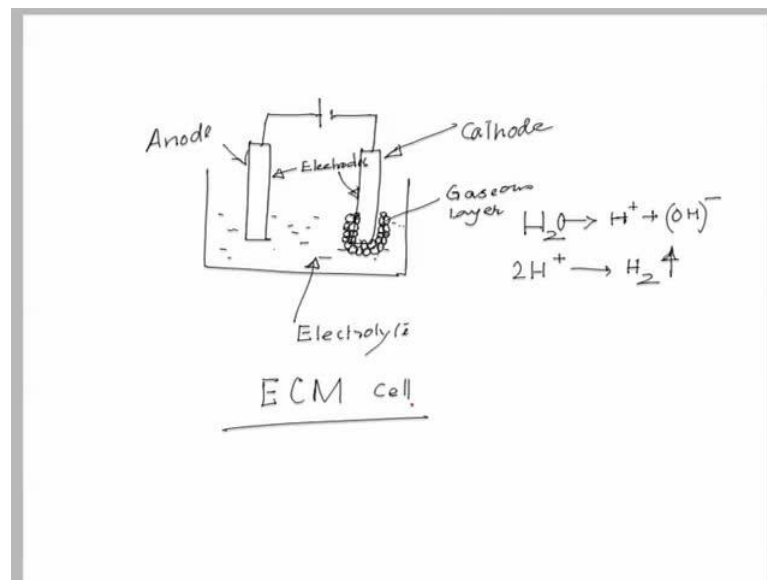 Anode
Cathode
Electrodes
Gaseous
Layer
H₂O → H⁺ + (OH)⁻
2H⁺ → H₂ ↑
Electrolyte
ECM cell